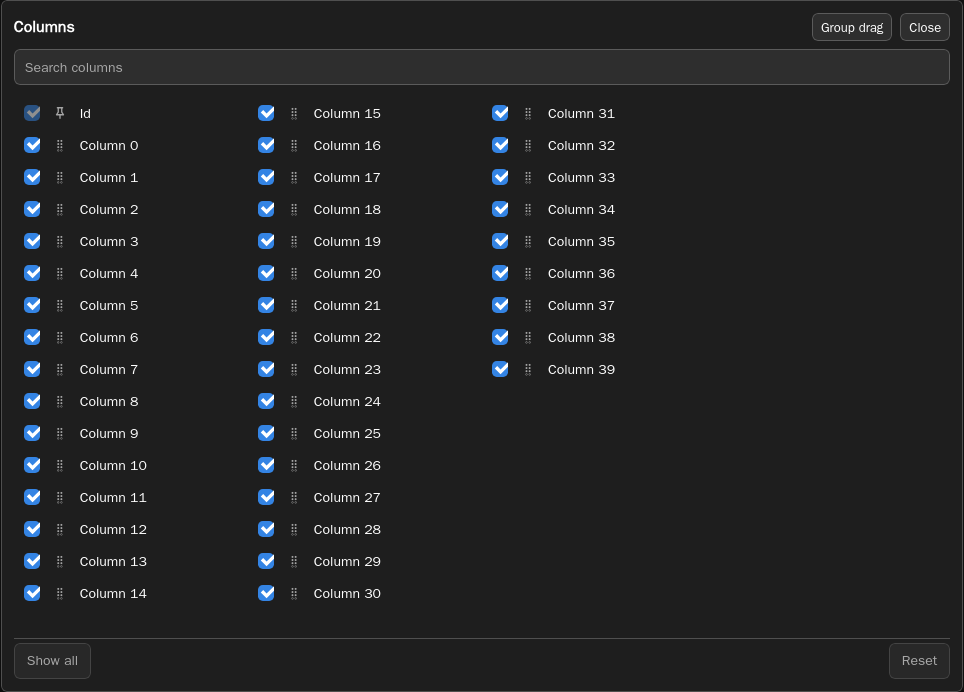 Columns
Group drag
Close
Search columns
Id
Column 0
Column 1
Column 2
Column 3
Column 4
Column 5
Column 6
Column 7
Column 8
Column 9
Column 10
Column 11
Column 12
Column 13
Column 14
Column 15
Column 16
Column 17
Column 18
Column 19
Column 20
Column 21
Column 22
Column 23
Column 24
Column 25
Column 26
Column 27
Column 28
Column 29
Column 30
Column 31
Column 32
Column 33
Column 34
Column 35
Column 36
Column 37
Column 38
Column 39
Show all
Reset